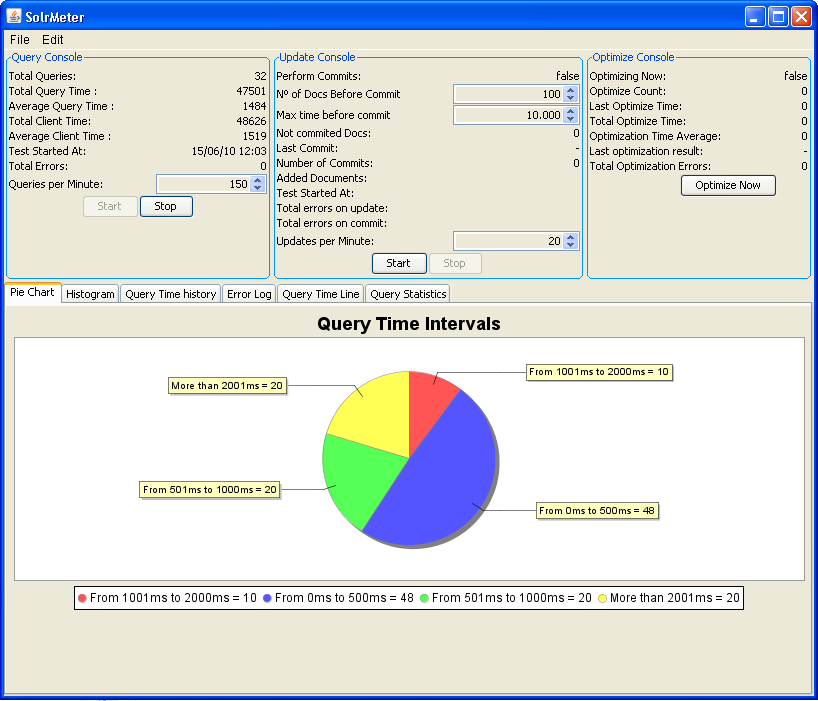 SolrMeter
File Edit
Query Console
Total Queries: 32
Total Query Time : 47501
Average Query Time : 1484
Total Client Time : 48626
Average Client Time : 1519
Test Started At: 15/06/10 12:03
Total Errors: 0
Queries per Minute: 150
Start Stop
Update Console
Perform Commits: false
Nº of Docs Before Commit 100
Max time before commit 10.000
Not commited Docs: 0
Last Commit: -
Number of Commits: 0
Added Documents:
Test Started At:
Total errors on update:
Total errors on commit:
Updates per Minute: 20
Start Stop
Optimize Console
Optimizing Now: false
Optimize Count: 0
Last Optimize Time: 0
Total Optimize Time: 0
Optimization Time Average: 0
Last optimization result: -
Total Optimization Errors: 0
Optimize Now
Pie Chart Histogram Query Time history Error Log Query Time Line Query Statistics
Query Time Intervals
From 1001ms to 2000ms = 10
More than 2001ms = 20
From 501ms to 1000ms = 20
From 0ms to 500ms = 48
From 1001ms to 2000ms = 10 From 0ms to 500ms = 48 From 501ms to 1000ms = 20 More than 2001ms = 20